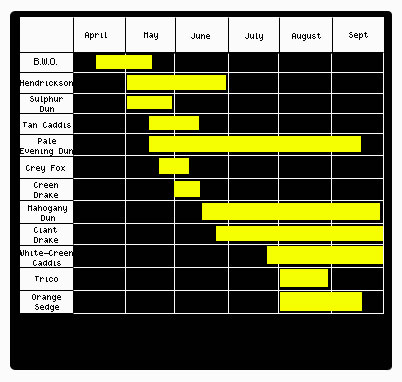 April May June July August Sept
B.W.O.
Hendrickson
Sulphur
Dun
Tan Caddis
Pale
Evening Dun
Grey Fox
Green
Drake
Mahogany
Dun
Giant
Drake
White-Green
Caddis
Trico
Orange
Sedge